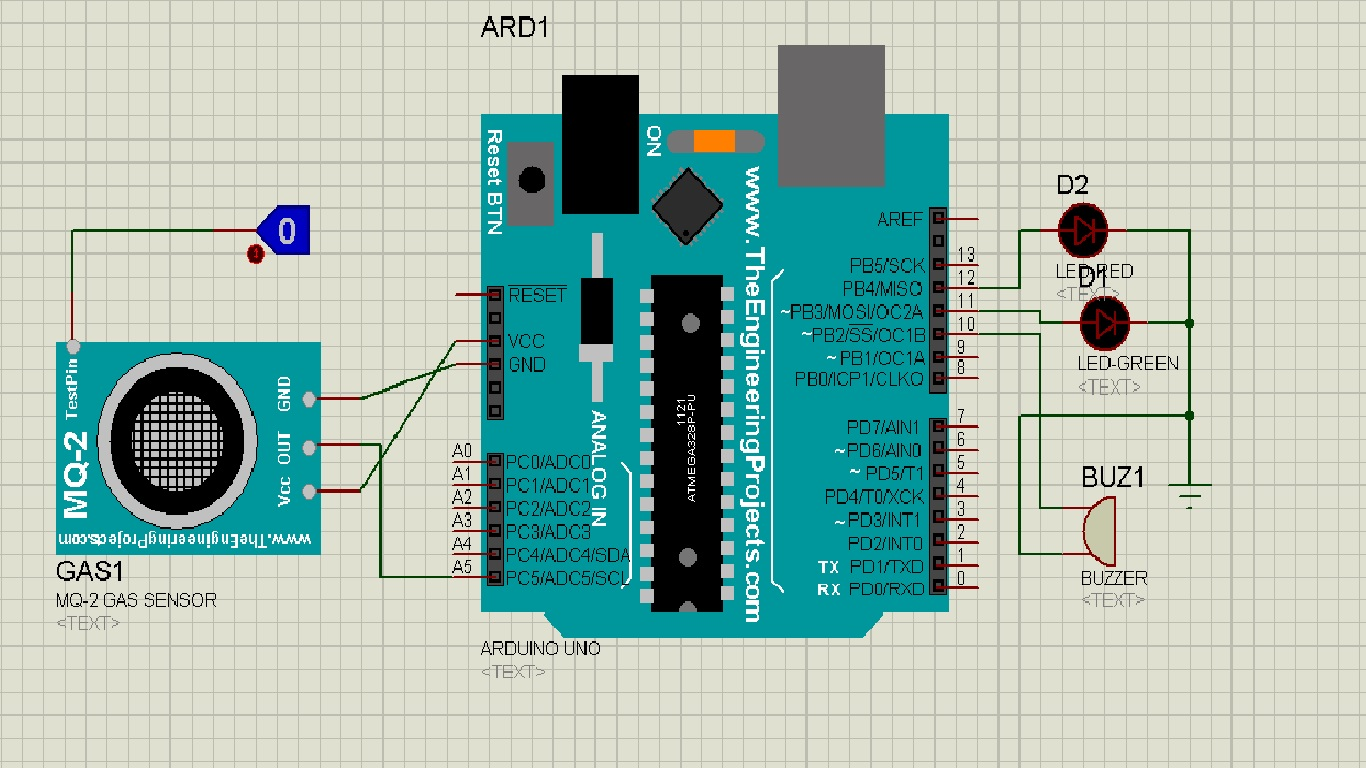 ARD1
Reset BTN
ON
www.TheEngineeringProjects.com
0
TestPin
MQ-2
GND
OUT
Vcc
www.TheEngineeringProjects.com
GAS1
MQ-2 GAS SENSOR
<TEXT>
RESET
VCC
GND
A0
PC0/ADC0
A1
PC1/ADC1
A2
PC2/ADC2
A3
PC3/ADC3
A4
PC4/ADC4/SDA
A5
PC5/ADC5/SCL
ANALOG IN
1121
ATMEGA328P-PU
AREF
13
PB5/SCK
12
PB4/MISO
11
~PB3/MOSI/OC2A
10
~PB2/SS/OC1B
9
~PB1/OC1A
8
PB0/ICP1/CLKO
7
PD7/AIN1
6
~PD6/AIN0
5
~PD5/T1
4
PD4/T0/XCK
3
~PD3/INT1
2
PD2/INT0
1
TX PD1/TXD
0
RX PD0/RXD
ARDUINO UNO
<TEXT>
D2
LED-RED
<TEXT>
D1
LED-GREEN
<TEXT>
BUZ1
BUZZER
<TEXT>